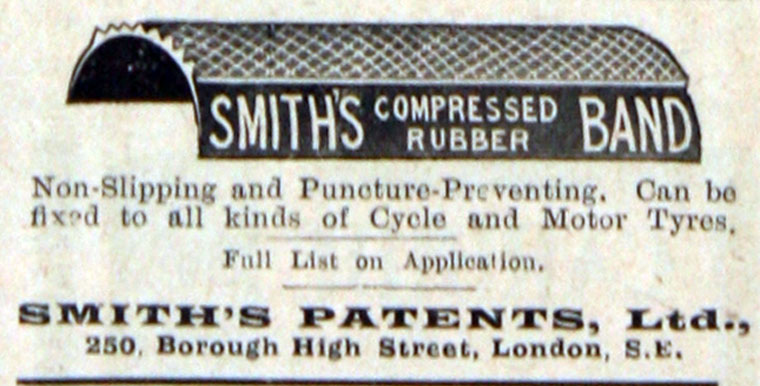 SMITH'S COMPRESSED RUBBER BAND
Non-Slipping and Puncture-Preventing. Can be
fixed to all kinds of Cycle and Motor Tyres.
Full List on Application.
SMITH'S PATENTS, Ltd.,
250, Borough High Street, London, S.E.